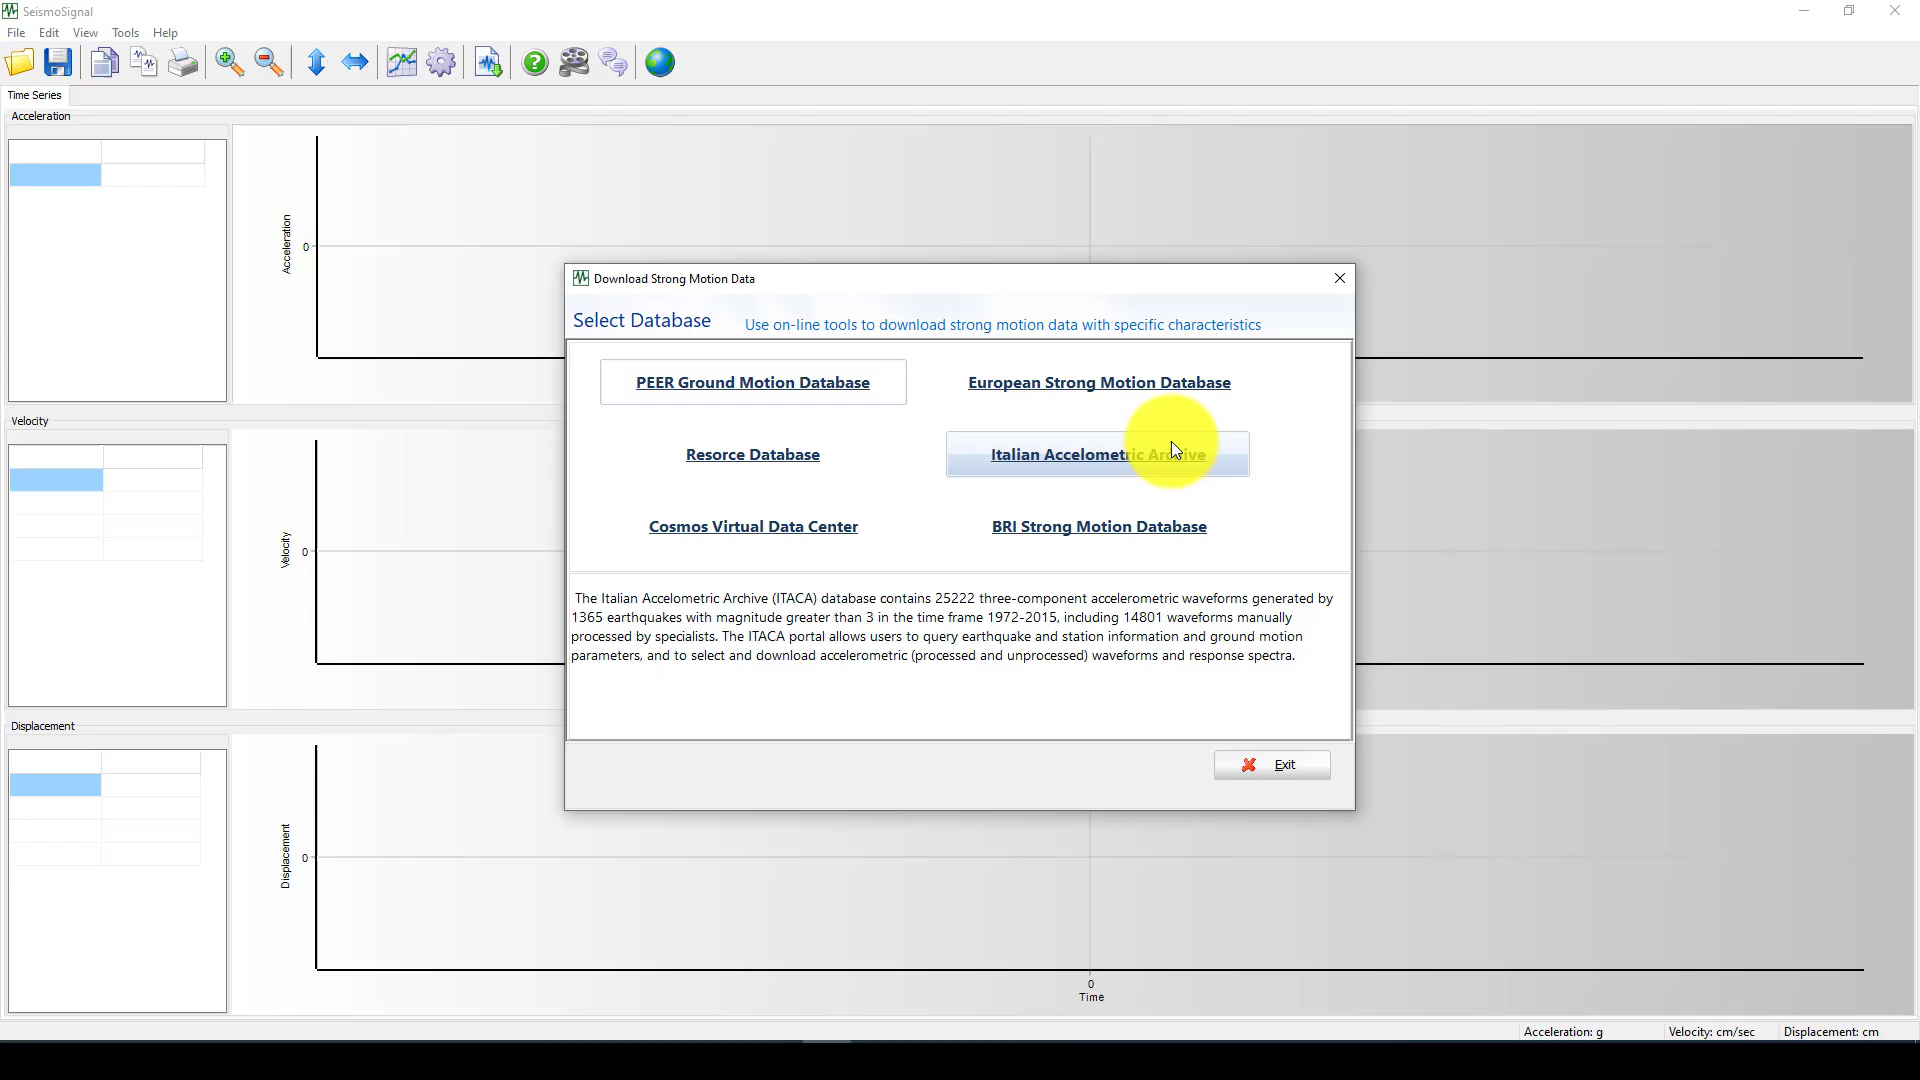 SeismoSignal
File Edit View Tools Help
Time Series
Acceleration
Acceleration
0
Download Strong Motion Data
Select Database Use on-line tools to download strong motion data with specific characteristics
PEER Ground Motion Database European Strong Motion Database
Resorce Database Italian Accelometric Archive
Cosmos Virtual Data Center BRI Strong Motion Database
The Italian Accelometric Archive (ITACA) database contains 25222 three-component accelerometric waveforms generated by
1365 earthquakes with magnitude greater than 3 in the time frame 1972-2015, including 14801 waveforms manually
processed by specialists. The ITACA portal allows users to query earthquake and station information and ground motion
parameters, and to select and download accelerometric (processed and unprocessed) waveforms and response spectra.
Exit
Velocity
Velocity
0
Displacement
Displacement
0
0
Time
Acceleration: g Velocity: cm/sec Displacement: cm